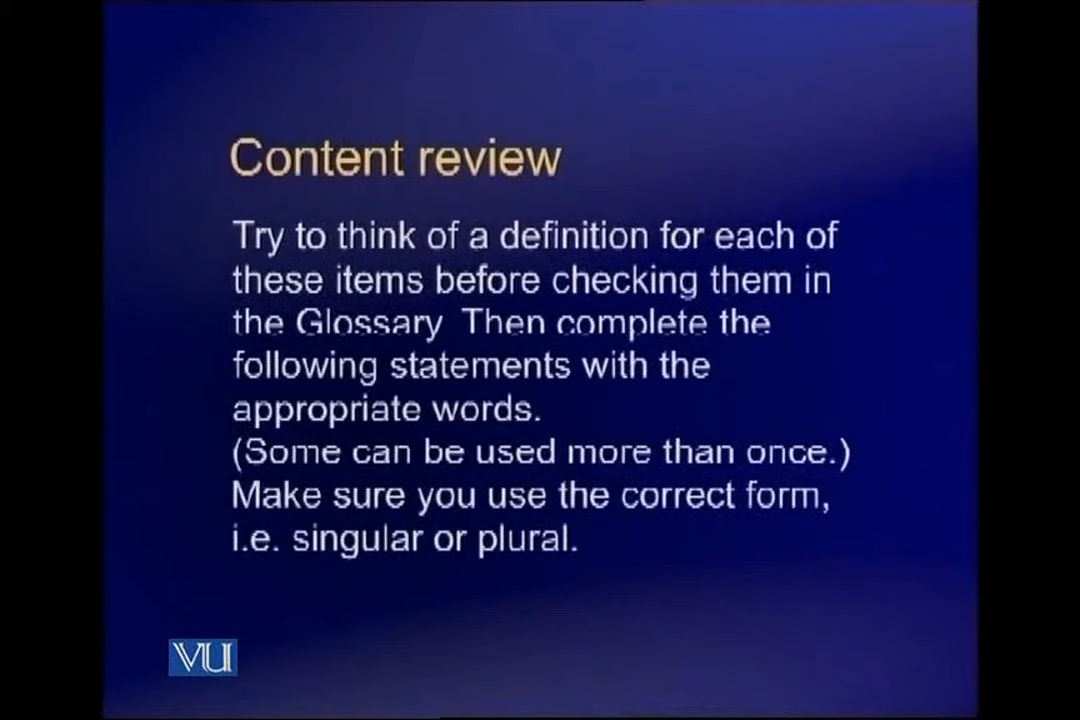 Content review
Try to think of a definition for each of
these items before checking them in
the Glossary  Then complete the
following statements with the
appropriate words.
(Some can be used more than once.)
Make sure you use the correct form,
i.e. singular or plural.
VU